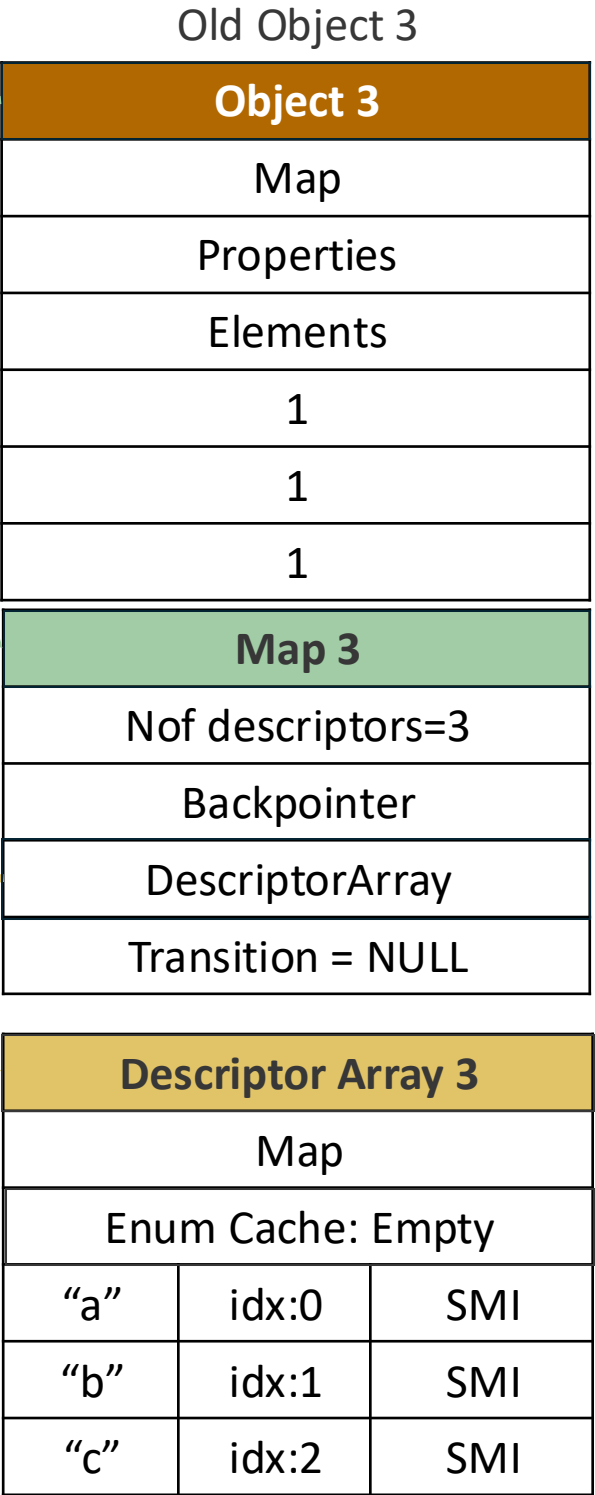 Old Object 3
Object 3
Map
Properties
Elements
1
1
1
Map 3
Nof descriptors=3
Backpointer
DescriptorArray
Transition = NULL
Descriptor Array 3
Map
Enum Cache: Empty
“a” idx:0 SMI
“b” idx:1 SMI
“c” idx:2 SMI